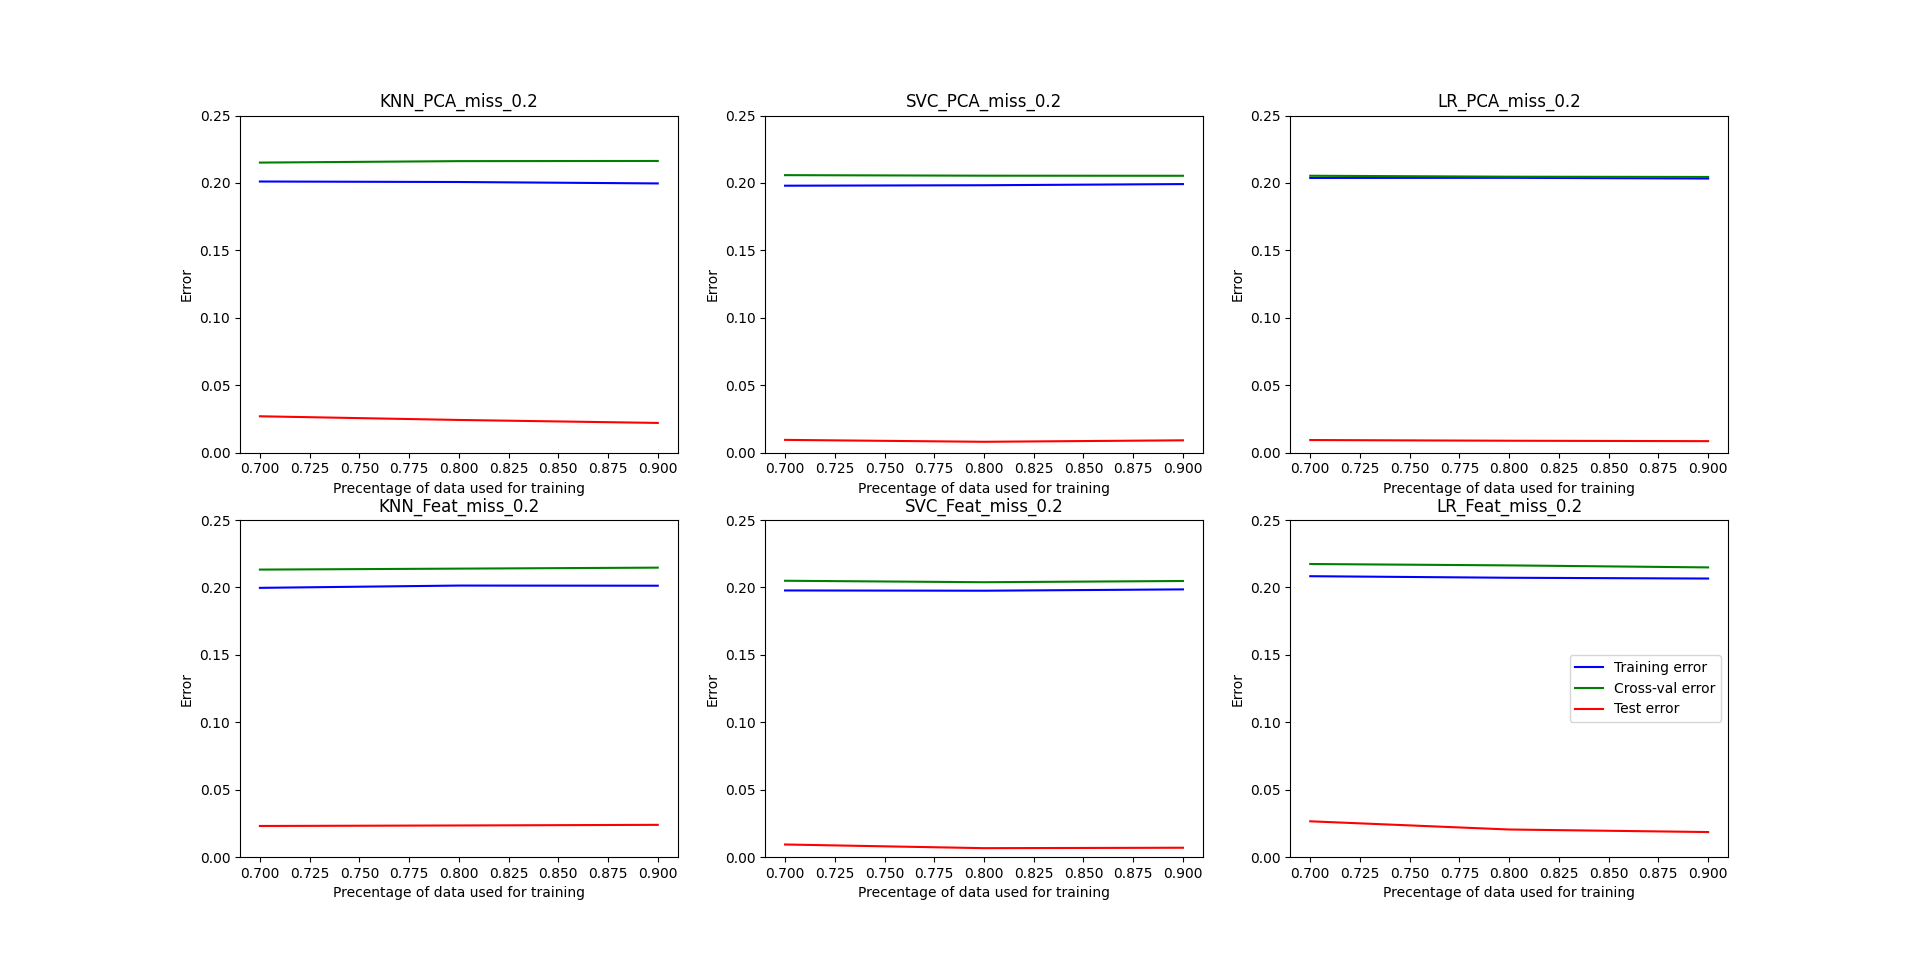 KNN_PCA_miss_0.2
0.25
0.20
0.15
0.10
0.05
0.00
Error
0.700 0.725 0.750 0.775 0.800 0.825 0.850 0.875 0.900
Precentage of data used for training
SVC_PCA_miss_0.2
0.25
0.20
0.15
0.10
0.05
0.00
Error
0.700 0.725 0.750 0.775 0.800 0.825 0.850 0.875 0.900
Precentage of data used for training
LR_PCA_miss_0.2
0.25
0.20
0.15
0.10
0.05
0.00
Error
0.700 0.725 0.750 0.775 0.800 0.825 0.850 0.875 0.900
Precentage of data used for training
KNN_Feat_miss_0.2
0.25
0.20
0.15
0.10
0.05
0.00
Error
0.700 0.725 0.750 0.775 0.800 0.825 0.850 0.875 0.900
Precentage of data used for training
SVC_Feat_miss_0.2
0.25
0.20
0.15
0.10
0.05
0.00
Error
0.700 0.725 0.750 0.775 0.800 0.825 0.850 0.875 0.900
Precentage of data used for training
LR_Feat_miss_0.2
0.25
0.20
0.15
0.10
0.05
0.00
Error
Training error
Cross-val error
Test error
0.700 0.725 0.750 0.775 0.800 0.825 0.850 0.875 0.900
Precentage of data used for training